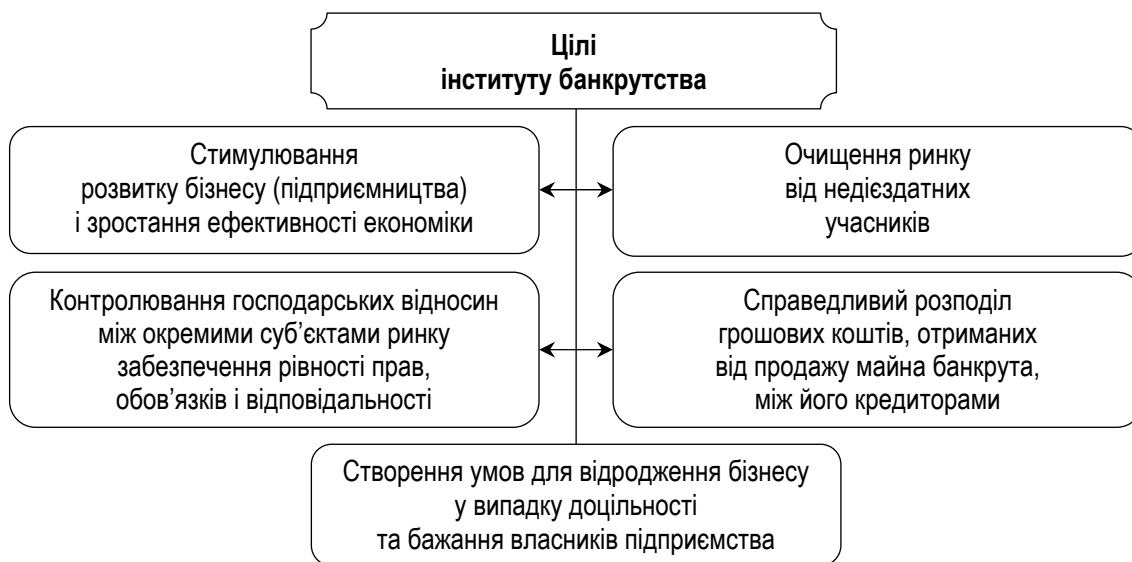 Цілі
інституту банкрутства
Стимулювання
розвитку бізнесу (підприємництва)
і зростання ефективності економіки
Очищення ринку
від недієздатних
учасників
Контролювання господарських відносин
між окремими суб’єктами ринку
забезпечення рівності прав,
обов’язків і відповідальності
Справедливий розподіл
грошових коштів, отриманих
від продажу майна банкрута,
між його кредиторами
Створення умов для відродження бізнесу
у випадку доцільності
та бажання власників підприємства